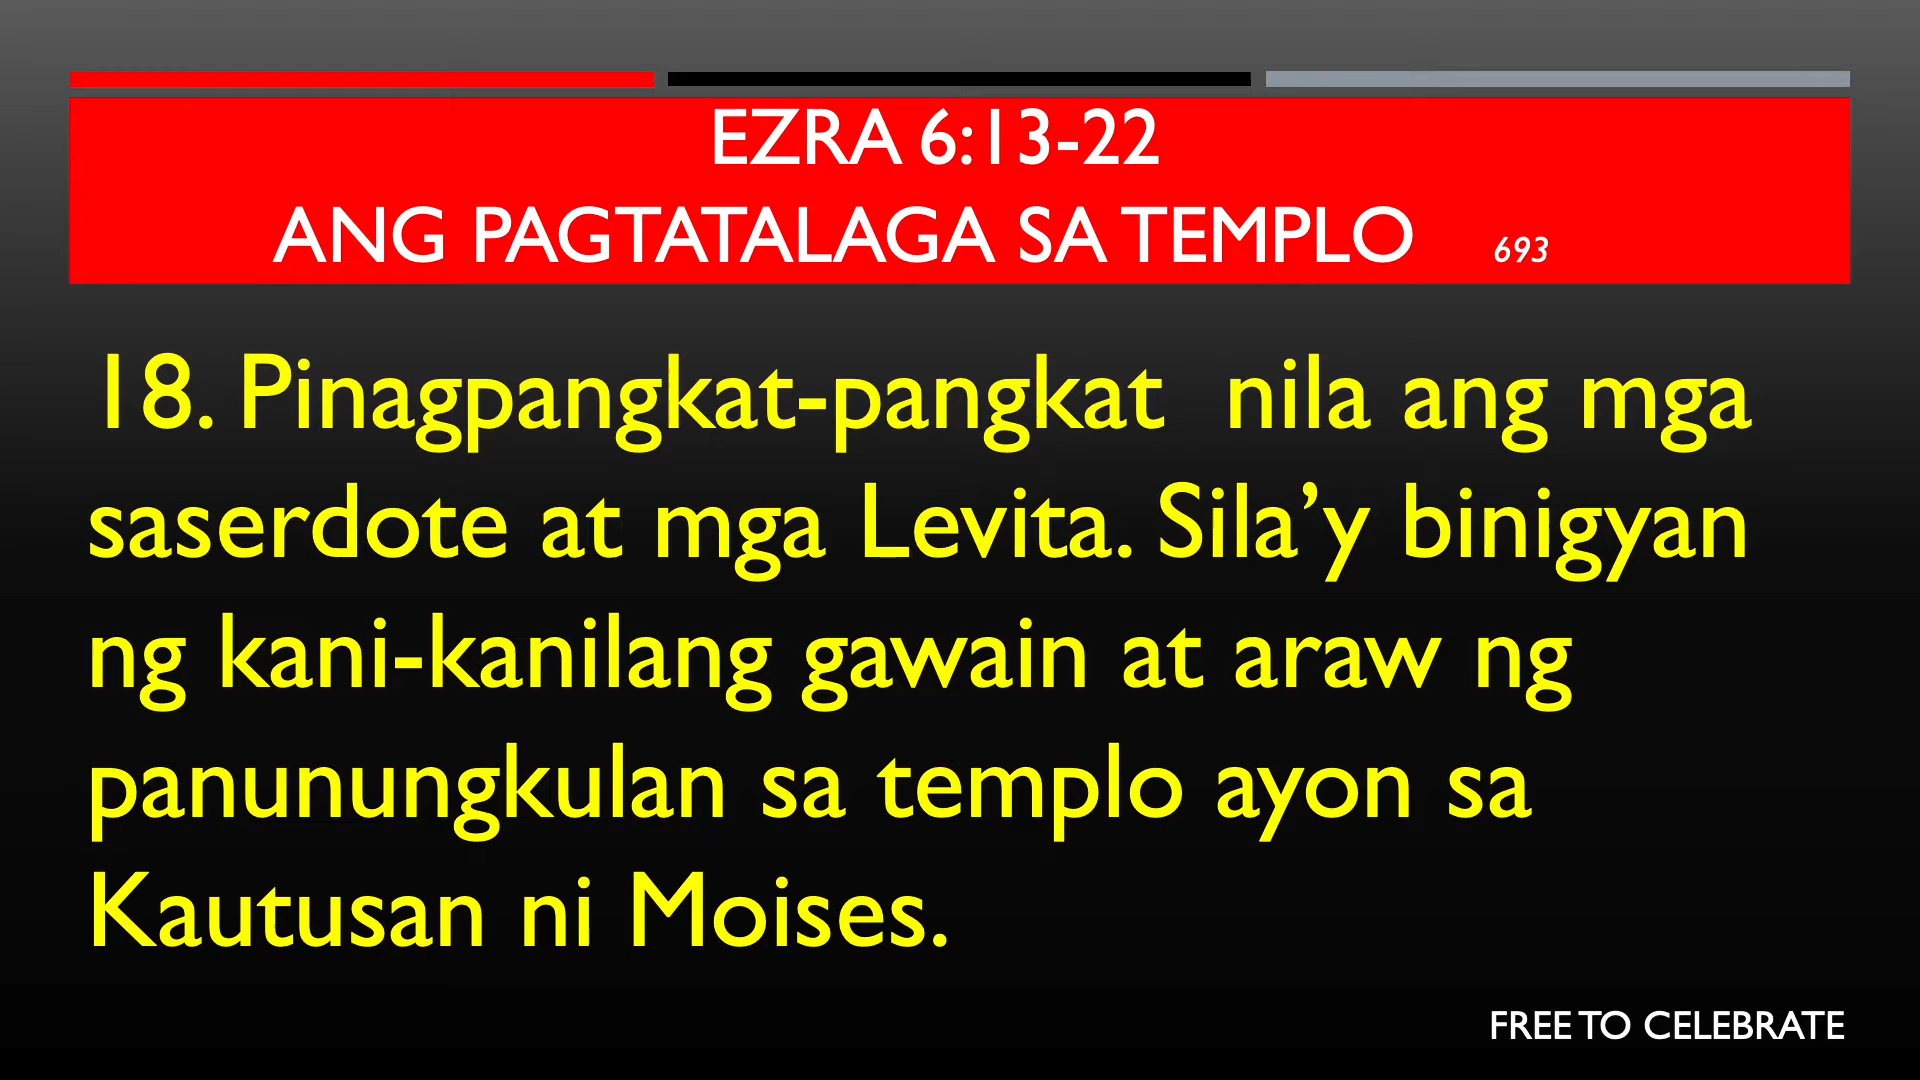 EZRA 6:13-22
ANG PAGTATALAGA SA TEMPLO 693
18. Pinagpangkat-pangkat nila ang mga
saserdote at mga Levita. Sila’y binigyan
ng kani-kanilang gawain at araw ng
panunungkulan sa templo ayon sa
Kautusan ni Moises.
FREE TO CELEBRATE